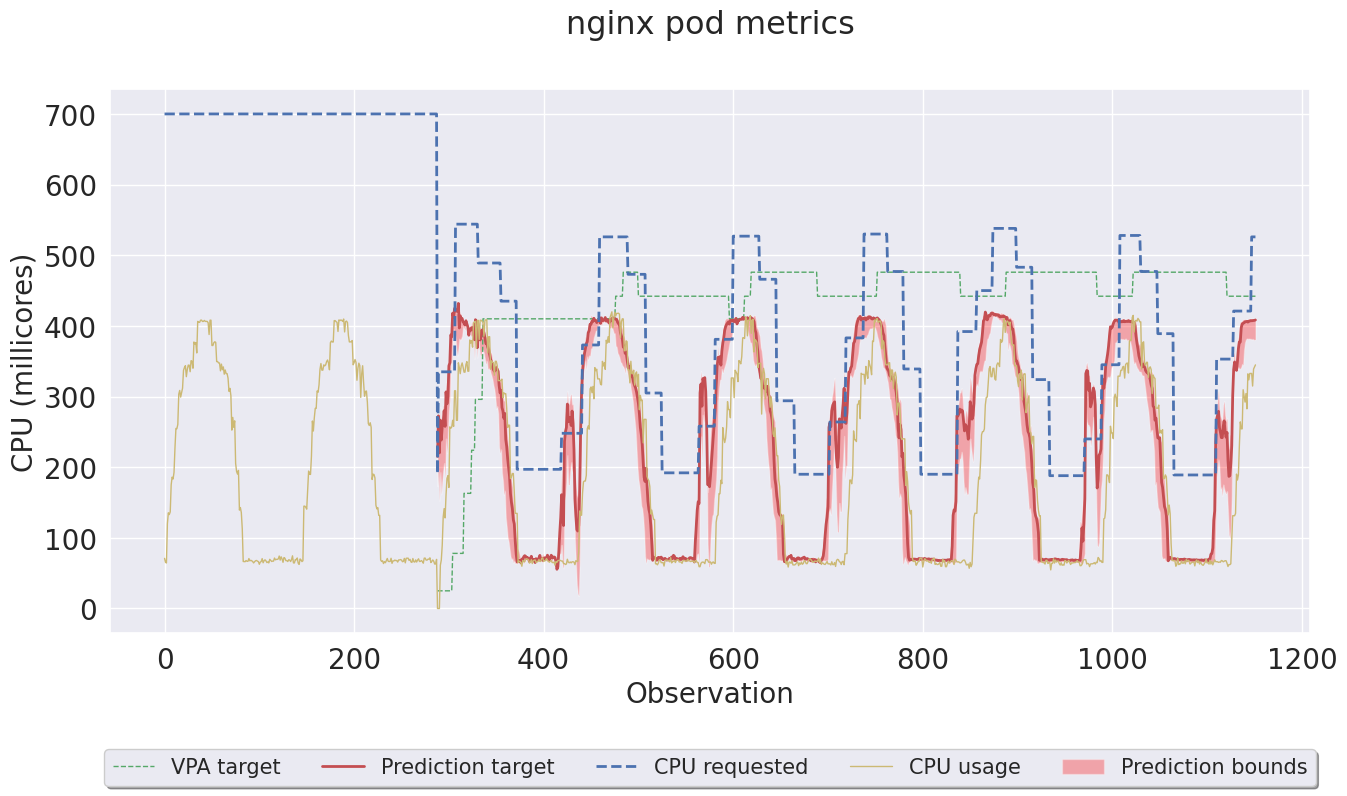 nginx pod metrics
CPU (millicores)
700
600
500
400
300
200
100
0
0 200 400 600 800 1000 1200
Observation
VPA target Prediction target CPU requested CPU usage Prediction bounds